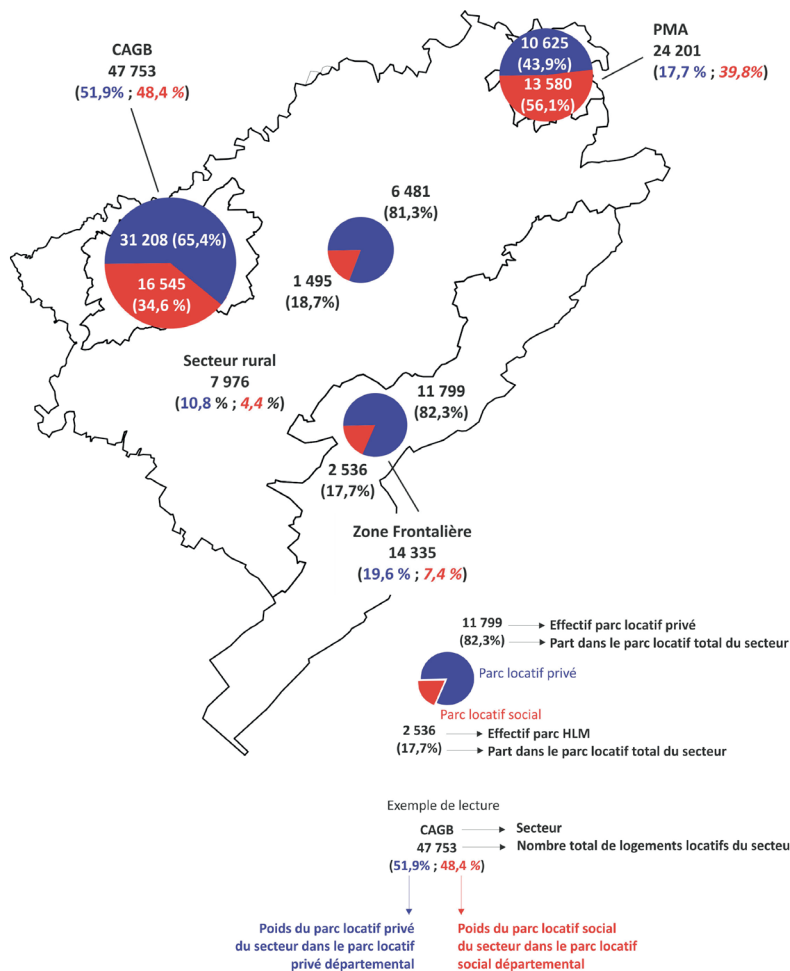 CAGB
47 753
(51,9% ; 48,4 %)
PMA
24 201
(17,7 % ; 39,8%)
10 625
(43,9%)
13 580
(56,1%)
31 208 (65,4%)
16 545
(34,6 %)
6 481
(81,3%)
1 495
(18,7%)
Secteur rural
7 976
(10,8 % ; 4,4 %)
11 799
(82,3%)
2 536
(17,7%)
Zone Frontalière
14 335
(19,6 % ; 7,4 %)
11 799 Effectif parc locatif privé
(82,3%) Part dans le parc locatif total du secteur
Parc locatif privé
Parc locatif social
2 536 Effectif parc HLM
(17,7%) Part dans le parc locatif total du secteur
Exemple de lecture
CAGB Secteur
47 753 Nombre total de logements locatifs du secteu
(51,9% ; 48,4 %)
Poids du parc locatif privé
du secteur dans le parc locatif
privé départemental
Poids du parc locatif social
du secteur dans le parc locatif
social départemental